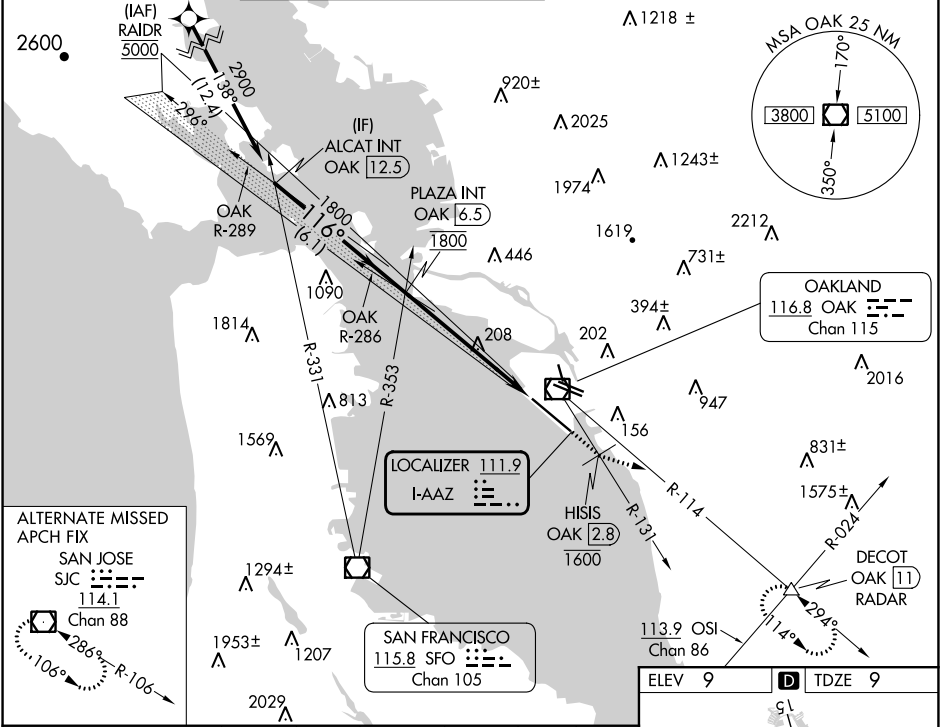 (IAF)
RAIDR
5000
2600
2900
138°
(12.4)
296°
1218 ±
MSA OAK 25 NM
170°
3800
5100
350°
920±
2025
(IF)
ALCAT INT
OAK 12.5
1243±
1974
PLAZA INT
OAK 6.5
1800
OAK
R-289
1800
116°
(6.1)
1619
2212
446
731±
1090
OAKLAND
116.8 OAK
Chan 115
OAK
R-286
394±
1814
208
202
R-331
R-353
2016
813
947
156
1569
LOCALIZER 111.9
I-AAZ
831±
1575±
R-114
R-131
R-024
HISIS
OAK 2.8
1600
ALTERNATE MISSED
APCH FIX
SAN JOSE
SJC
114.1
Chan 88
286°
R-106
106°
1294±
DECOT
OAK 11
RADAR
294°
114°
113.9 OSI
Chan 86
1953±
1207
SAN FRANCISCO
115.8 SFO
Chan 105
2029
ELEV 9
D
TDZE 9
15